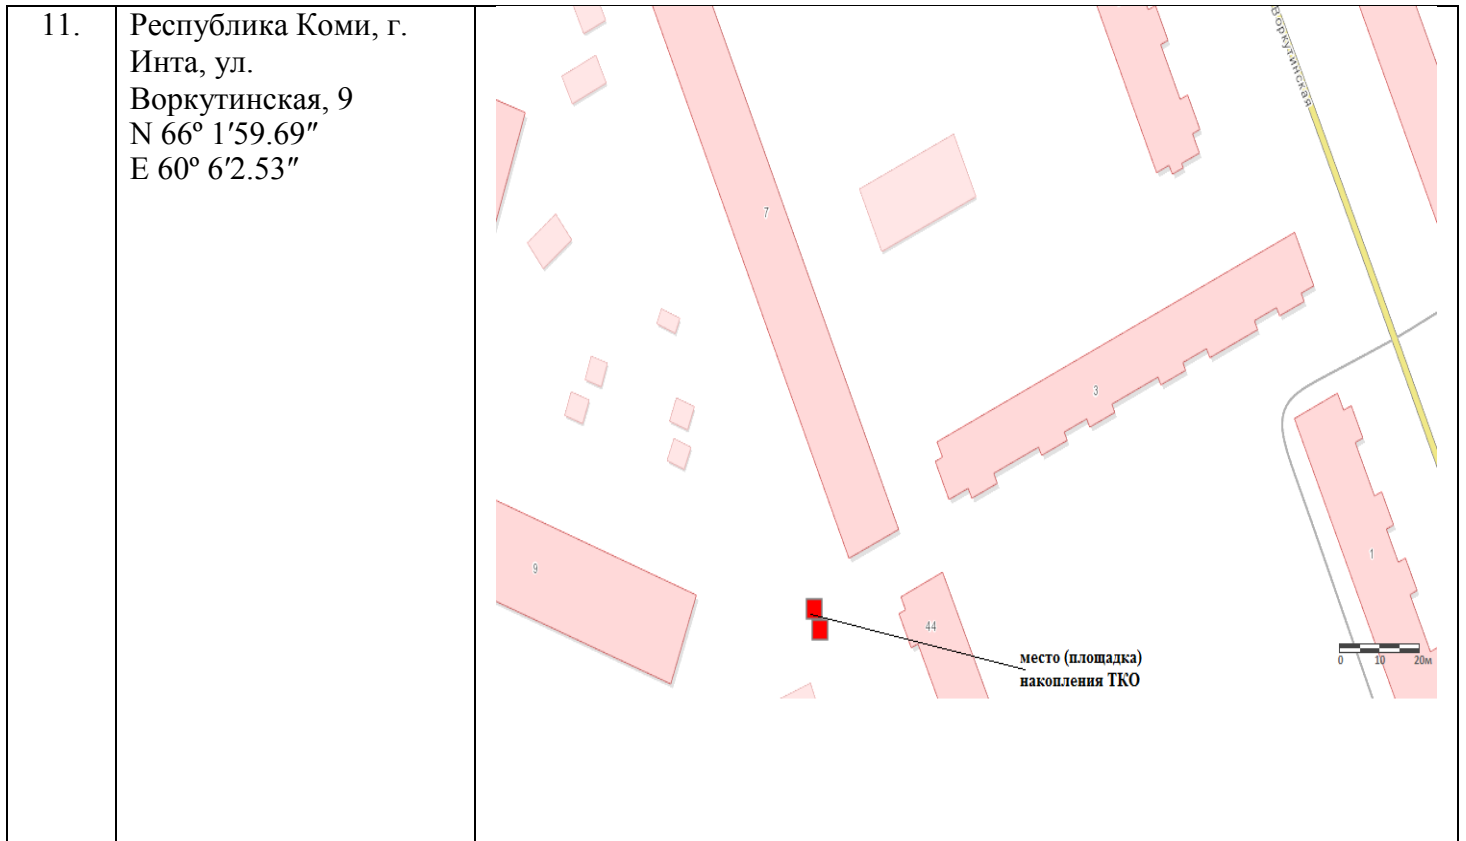 11.
Республика Коми, г.
Инта, ул.
Воркутинская, 9
N 66º 1′59.69″
E 60º 6′2.53″
Воркутинская
7
3
9
1
44
место (площадка)
накопления ТКО
0 10 20м